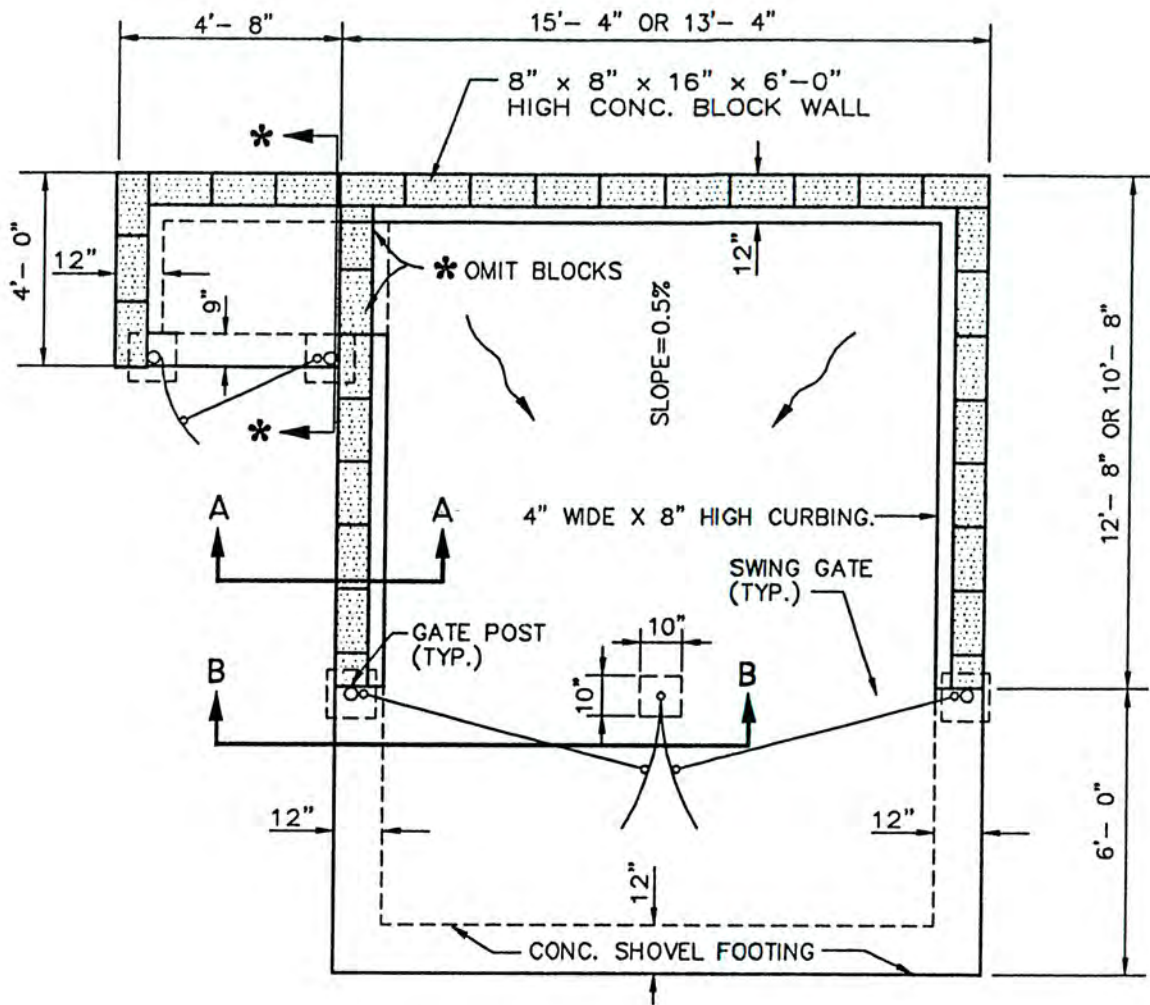 4'- 8"
15'- 4" OR 13'- 4"
8" x 8" x 16" x 6'-0"
HIGH CONC. BLOCK WALL
*
4'- 0"
12"
9"
* OMIT BLOCKS
12"
SLOPE=0.5%
*
12'- 8" OR 10'- 8"
A
A
4" WIDE X 8" HIGH CURBING.
SWING GATE
(TYP.)
GATE POST
(TYP.)
10"
10"
B
B
12"
12"
12"
6'- 0"
CONC. SHOVEL FOOTING